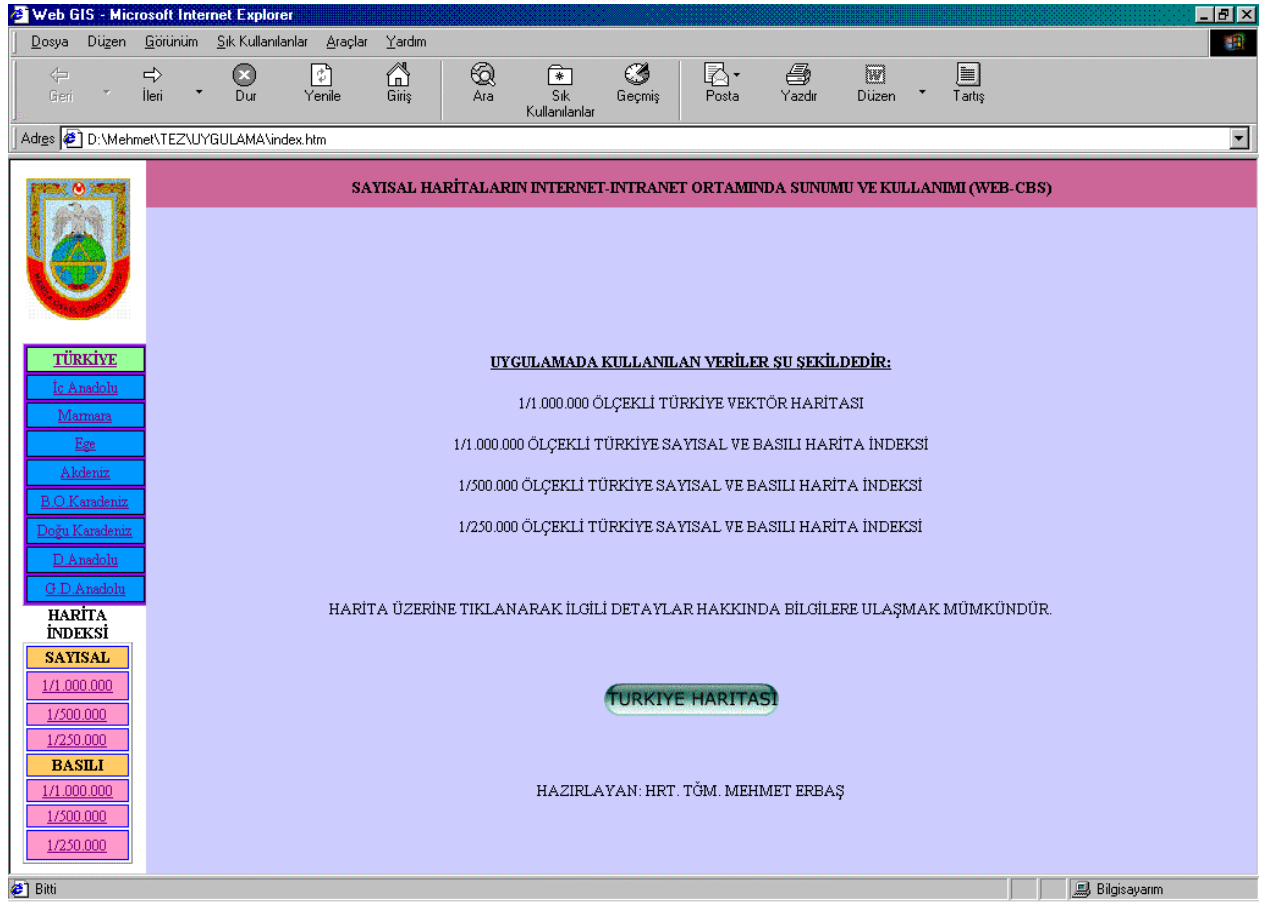 Web GIS - Microsoft Internet Explorer
Dosya Düzen Görünüm Sık Kullanılanlar Araçlar Yardım
Geri İleri Dur Yenile Giriş Ara Sık Kullanılanlar Geçmiş Posta Yazdır Düzen Tartış
Adres D:\Mehmet\TEZ\UYGULAMA\index.htm
SAYISAL HARİTALARIN INTERNET-INTRANET ORTAMINDA SUNUMU VE KULLANIMI (WEB-CBS)
TÜRKİYE
İç Anadolu
Marmara
Ege
Akdeniz
B.O.Karadeniz
Doğu Karadeniz
D.Anadolu
G.D.Anadolu
HARİTA
İNDEKSİ
SAYISAL
1/1.000.000
1/500.000
1/250.000
BASILI
1/1.000.000
1/500.000
1/250.000
UYGULAMADA KULLANILAN VERİLER ŞU ŞEKİLDEDİR:
1/1.000.000 ÖLÇEKLİ TÜRKİYE VEKTÖR HARİTASI
1/1.000.000 ÖLÇEKLİ TÜRKİYE SAYISAL VE BASILI HARİTA İNDEKSİ
1/500.000 ÖLÇEKLİ TÜRKİYE SAYISAL VE BASILI HARİTA İNDEKSİ
1/250.000 ÖLÇEKLİ TÜRKİYE SAYISAL VE BASILI HARİTA İNDEKSİ
HARİTA ÜZERİNE TIKLANARAK İLGİLİ DETAYLAR HAKKINDA BİLGİLERE ULAŞMAK MÜMKÜNDÜR.
TURKIYE HARITASI
HAZIRLAYAN: HRT. TĞM. MEHMET ERBAŞ
Bitti
Bilgisayarım